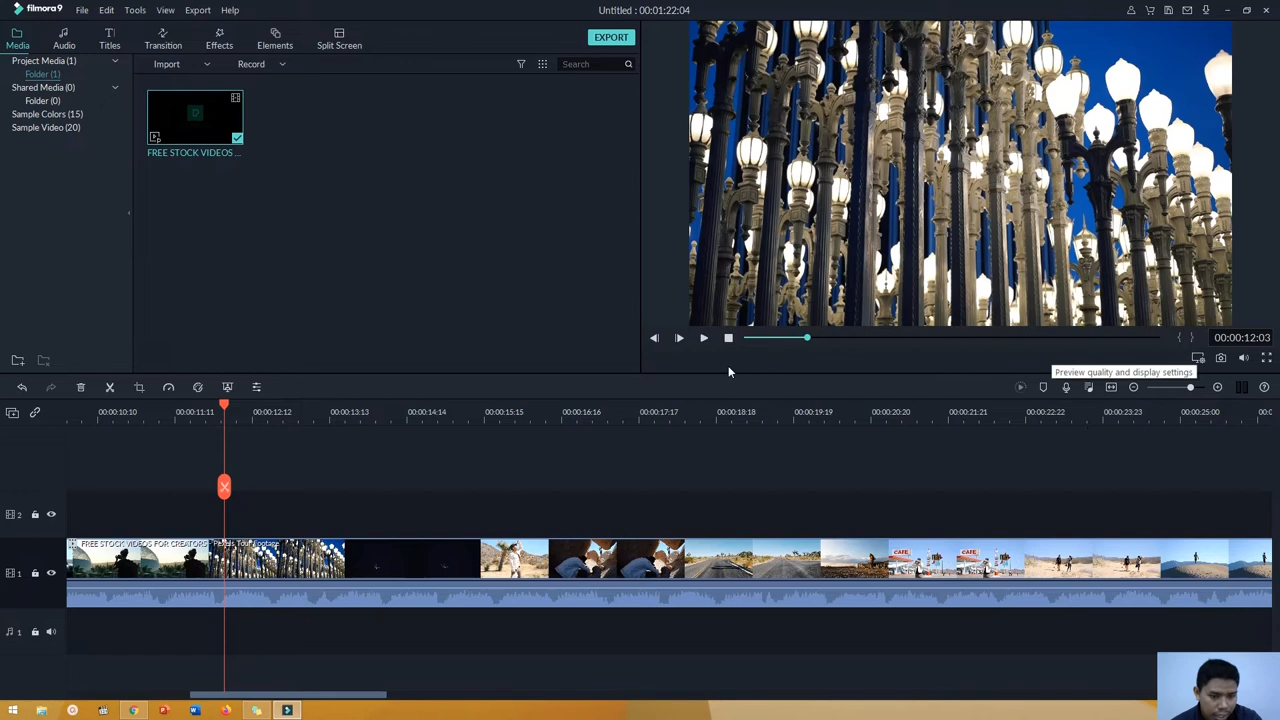 filmora9 File Edit Tools View Export Help Untitled : 00:01:22:04
Media Audio Titles Transition Effects Elements Split Screen EXPORT
Project Media (1)
Folder (1)
Shared Media (0)
Folder (0)
Sample Colors (15)
Sample Video (20)
Import Record Search
FREE STOCK VIDEOS ...
00:00:12:03
Preview quality and display settings
00:00:10:10 00:00:11:11 00:00:12:12 00:00:13:13 00:00:14:14 00:00:15:15 00:00:16:16 00:00:17:17 00:00:18:18 00:00:19:19 00:00:20:20 00:00:21:21 00:00:22:22 00:00:23:23 00:00:25:00
2
FREE STOCK VIDEOS FOR CREATORS - Pexels Tour Footage
CAFE CAFE
1
1